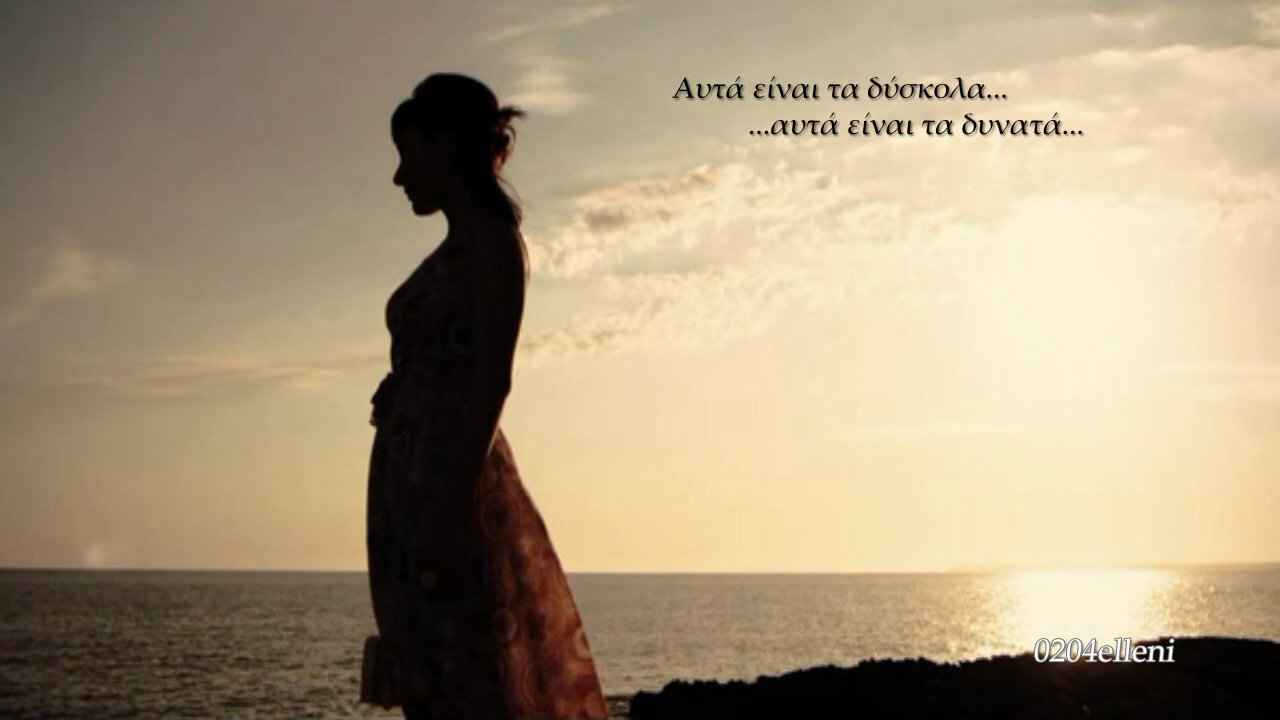 Αυτά είναι τα δύσκολα...
...αυτά είναι τα δυνατά...
0204elleni